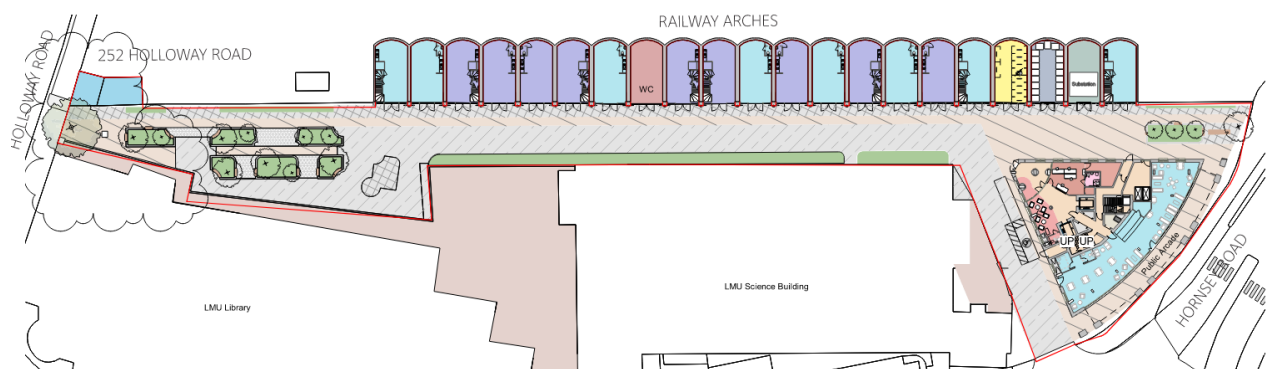 RAILWAY ARCHES
252 HOLLOWAY ROAD
HOLLOWAY ROAD
WC
Substation
UP UP
Public Arcade
HORNSEY ROAD
LMU Library
LMU Science Building